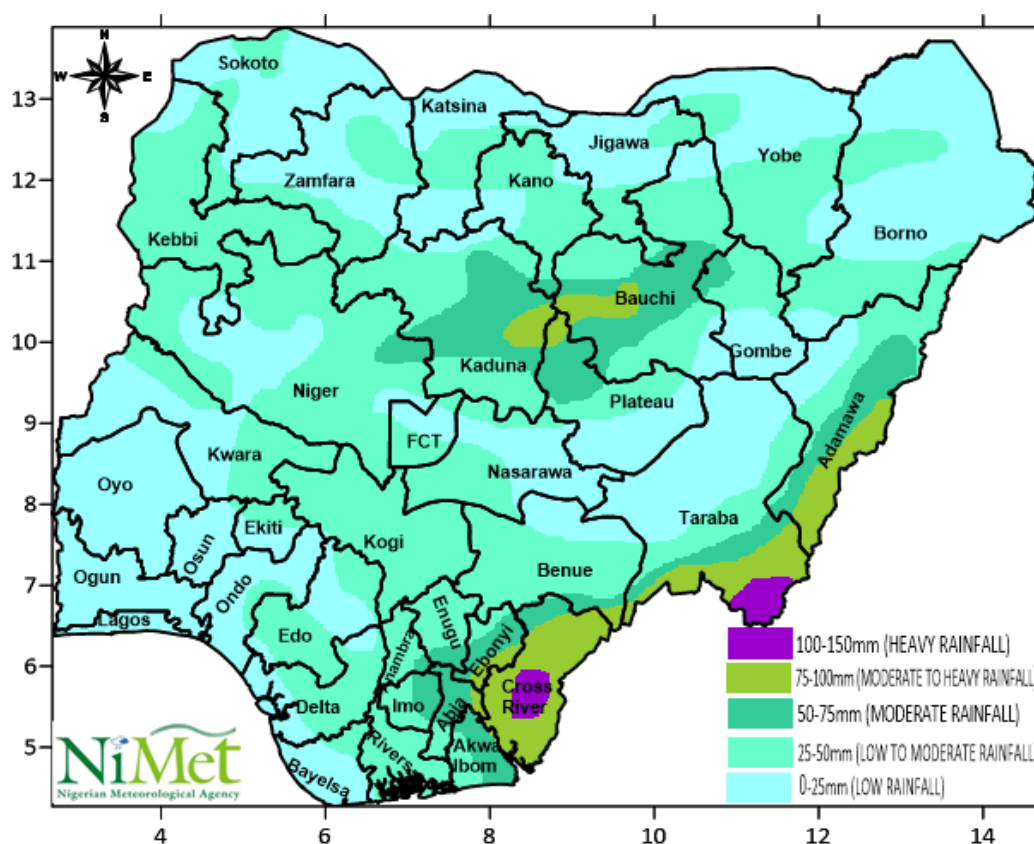 N
W E
S
Sokoto
13
Katsina
Jigawa
Yobe
12
Zamfara
Kano
Kebbi
Borno
11
Bauchi
10
Gombe
Kaduna
Niger
Plateau
9
FCT
Adamawa
Kwara
Nasarawa
Oyo
8
Taraba
Ekiti
Osun
Kogi
Benue
Ogun
7
Ondo
Enugu
Lagos
Edo
Ebonyi
nambra
6
Cross
River
Imo
Abia
Delta
Rivers
Akwa
Ibom
5
Bayelsa
100-150mm (HEAVY RAINFALL)
75-100mm (MODERATE TO HEAVY RAINFALL)
50-75mm (MODERATE RAINFALL)
25-50mm (LOW TO MODERATE RAINFALL)
0-25mm (LOW RAINFALL)
NiMet
Nigerian Meteorological Agency
4 6 8 10 12 14